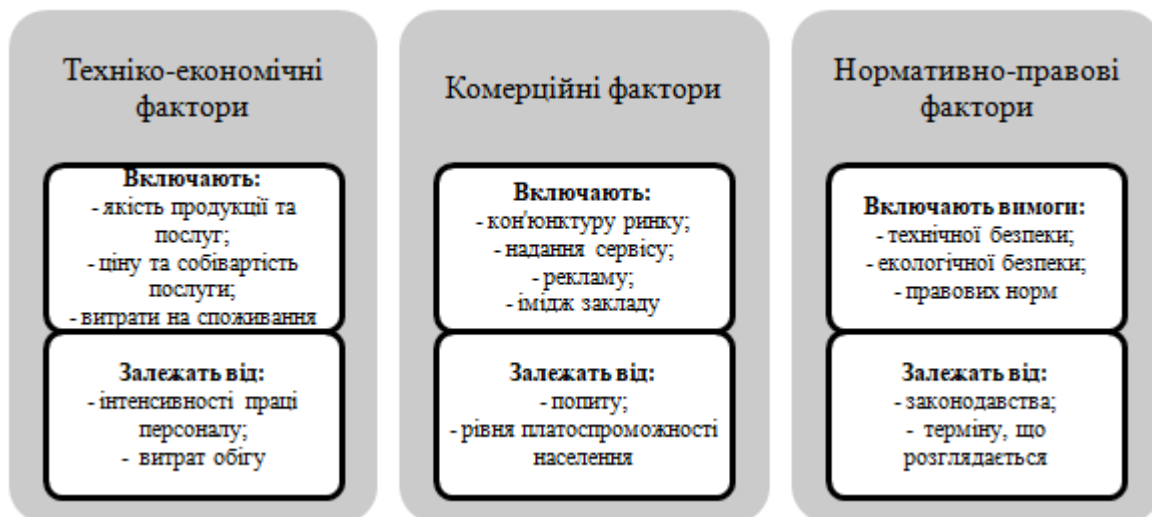 Техніко-економічні
фактори
Включають:
- якість продукції та
послуг;
- ціну та собівартість
послуги;
- витрати на споживання
Залежать від:
- інтенсивності праці
персоналу;
- витрат обігу
Комерційні фактори
Включають:
- кон'юнктуру ринку;
- надання сервісу;
- рекламу;
- імідж закладу
Залежать від:
- попиту;
- рівня платоспроможності
населення
Нормативно-правові
фактори
Включають вимоги:
- технічної безпеки;
- екологічної безпеки;
- правових норм
Залежать від:
- законодавства;
- терміну, що
розглядається